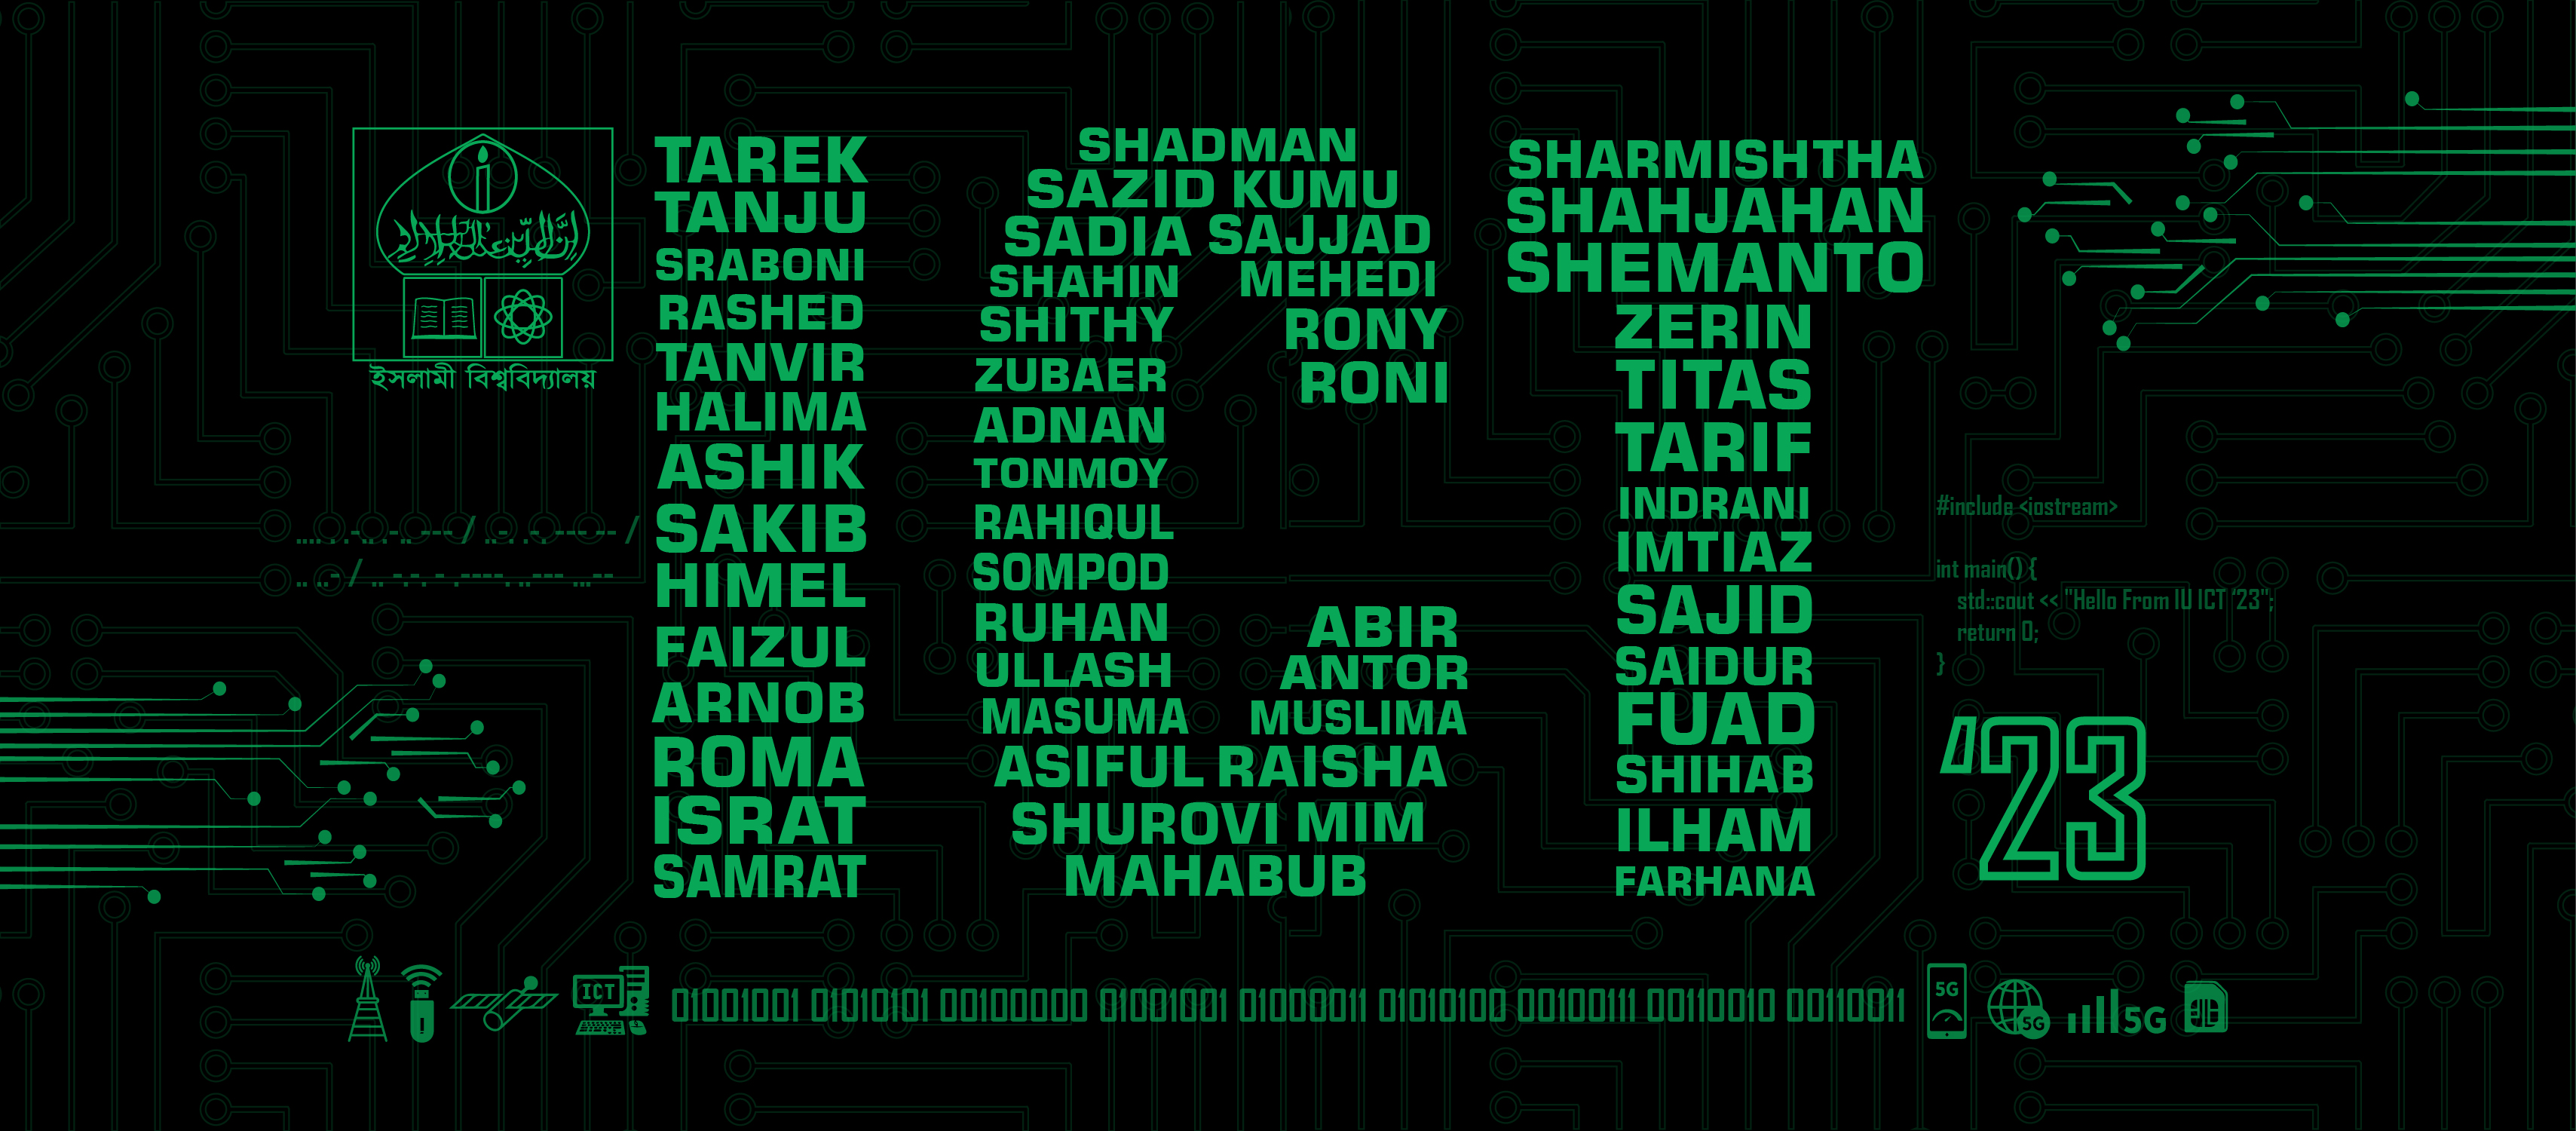 ইসলামী বিশ্ববিদ্যালয়
.... . .-.. .-.. --- / ..-. .-. --- -- /
.. ..- / .. -.-. - .----. ..--- ...--
TAREK
TANJU
SRABONI
RASHED
TANVIR
HALIMA
ASHIK
SAKIB
HIMEL
FAIZUL
ARNOB
ROMA
ISRAT
SAMRAT
SHADMAN
SAZID KUMU
SADIA SAJJAD
SHAHIN MEHEDI
SHITHY RONY
ZUBAER RONI
ADNAN
TONMOY
RAHIQUL
SOMPOD
RUHAN ABIR
ULLASH ANTOR
MASUMA MUSLIMA
ASIFUL RAISHA
SHUROVI MIM
MAHABUB
SHARMISHTHA
SHAHJAHAN
SHEMANTO
ZERIN
TITAS
TARIF
INDRANI
IMTIAZ
SAJID
SAIDUR
FUAD
SHIHAB
ILHAM
FARHANA
#include <iostream>
int main() {
std::cout << "Hello From IU ICT '23";
return 0;
}
'23
ICT
01001001 01010101 00100000 01001001 01000011 01010100 00100111 00110010 00110011
5G
5G
5G